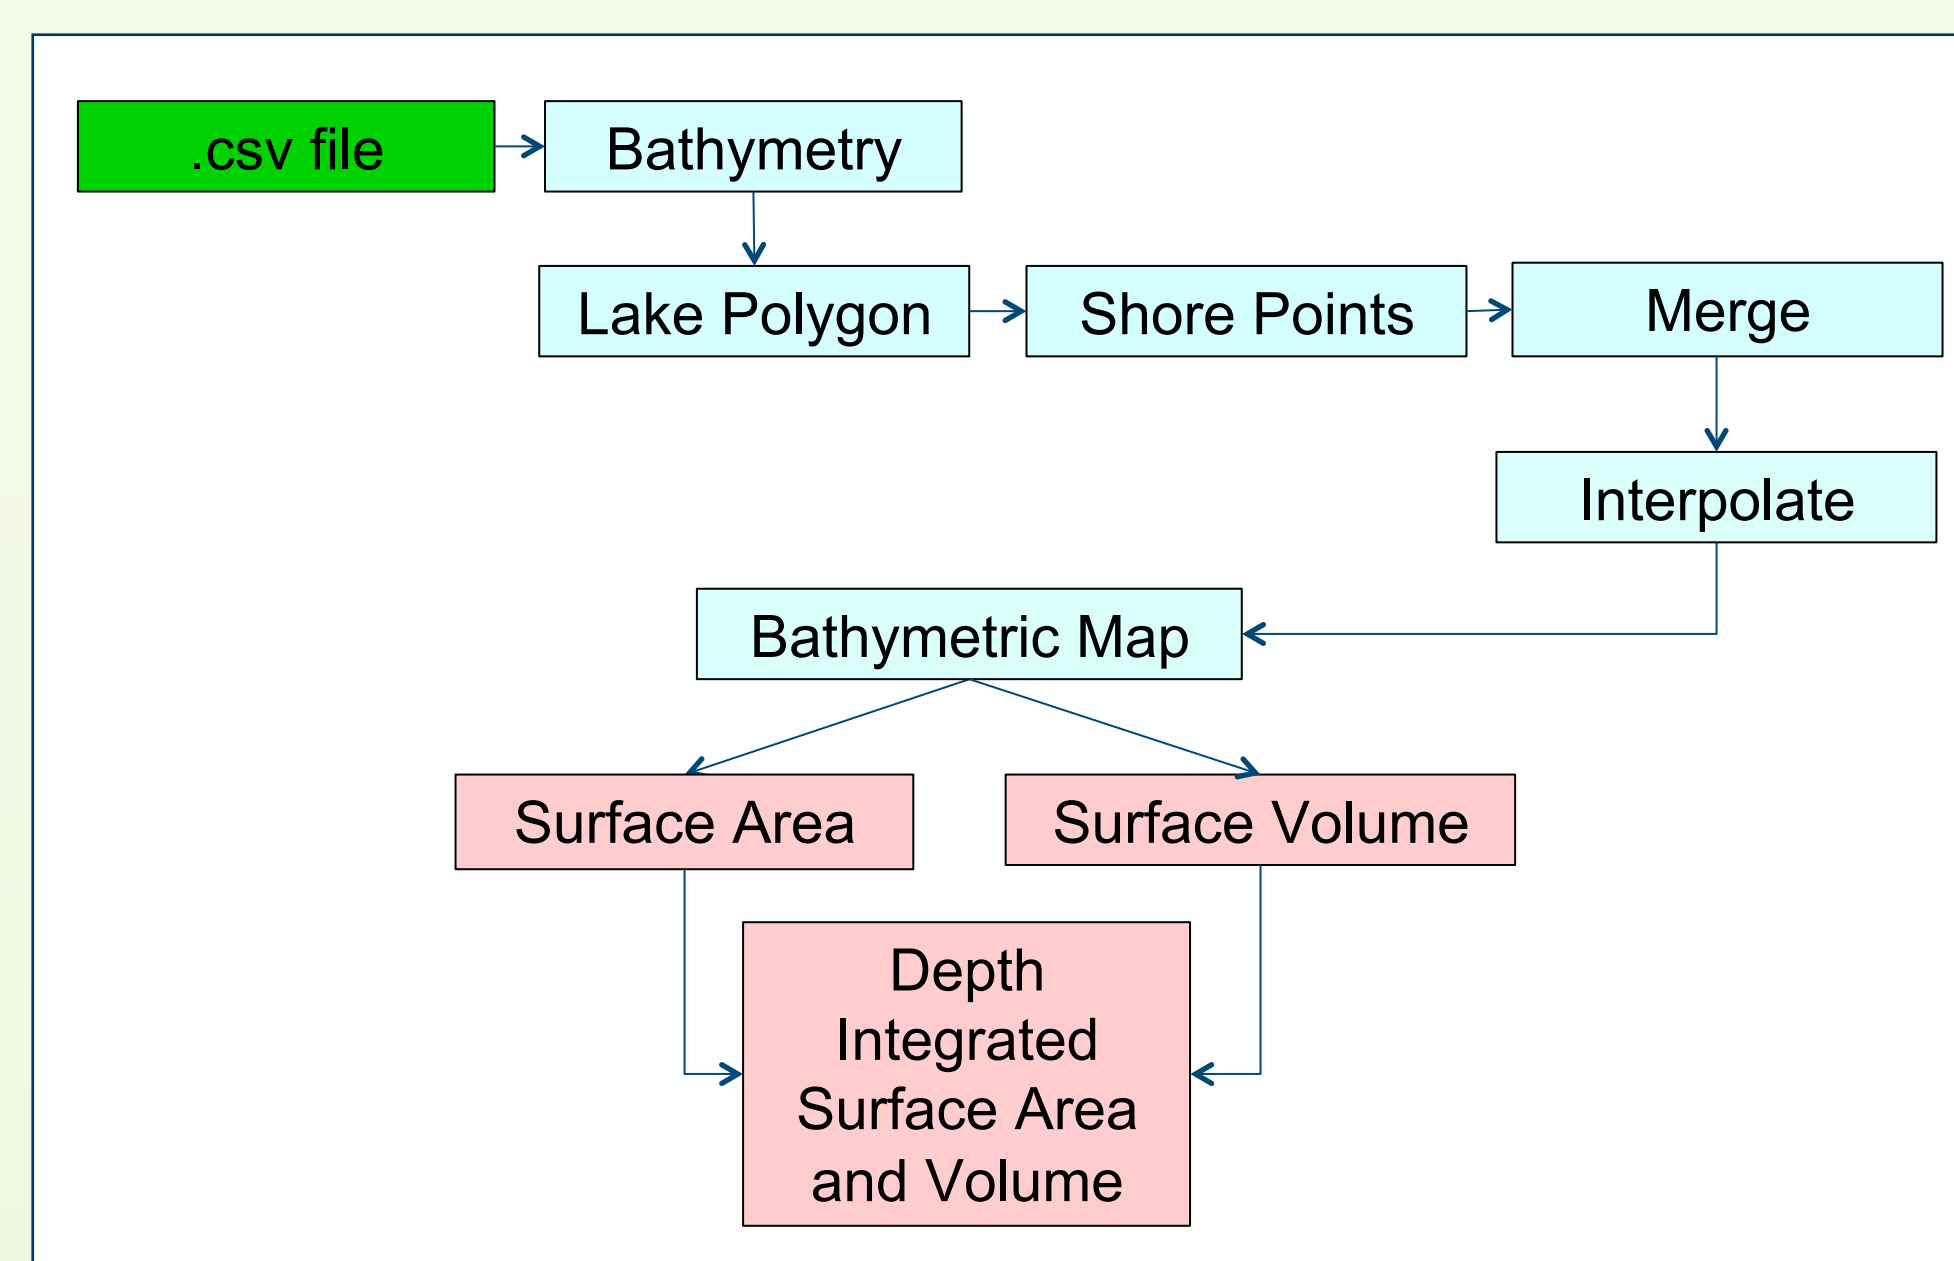 .csv file
Bathymetry
Lake Polygon
Shore Points
Merge
Interpolate
Bathymetric Map
Surface Area
Surface Volume
Depth
Integrated
Surface Area
and Volume